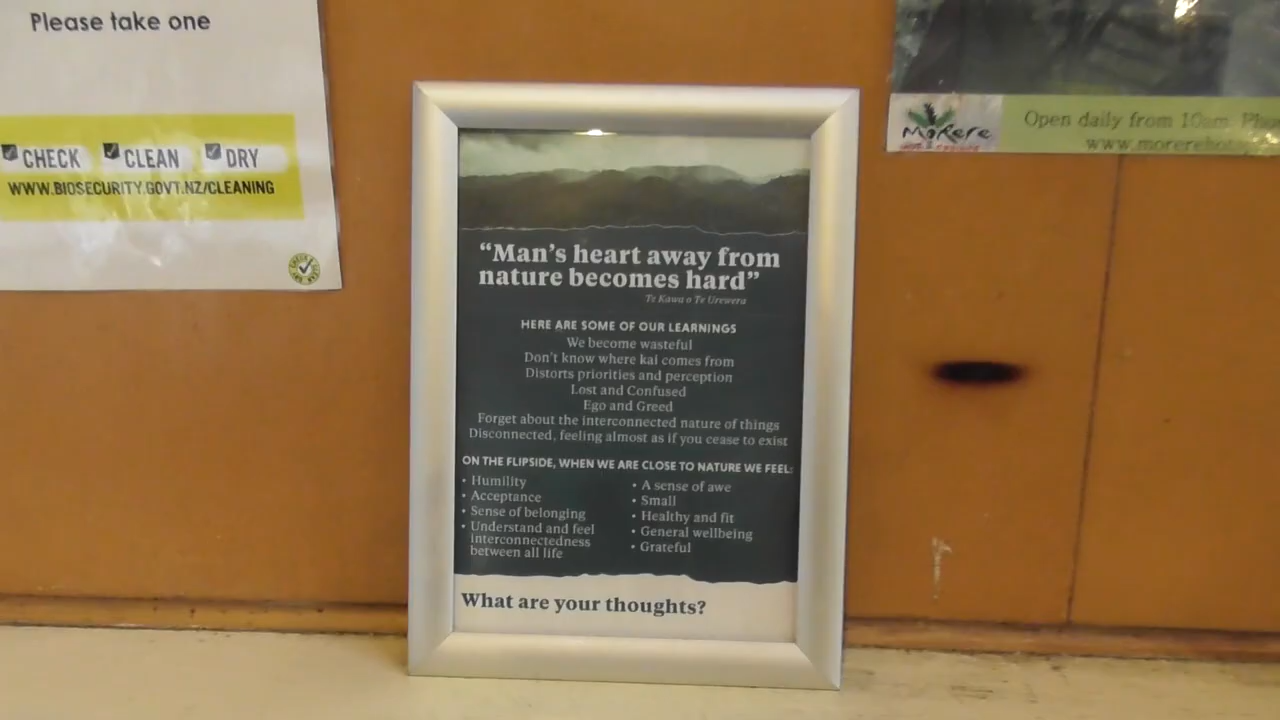 Please take one
CHECK CLEAN DRY
WWW.BIOSECURITY.GOVT.NZ/CLEANING
“Man’s heart away from
nature becomes hard”
Te Kawa o Te Urewera
HERE ARE SOME OF OUR LEARNINGS
We become wasteful
Don't know where kai comes from
Distorts priorities and perception
Lost and Confused
Ego and Greed
Forget about the interconnected nature of things
Disconnected, feeling almost as if you cease to exist
ON THE FLIPSIDE, WHEN WE ARE CLOSE TO NATURE WE FEEL:
• Humility
• Acceptance
• Sense of belonging
• Understand and feel
interconnectedness
between all life
• A sense of awe
• Small
• Healthy and fit
• General wellbeing
• Grateful
What are your thoughts?
MORERE
HOT SPRINGS
Open daily from 10am.
www.morerehot